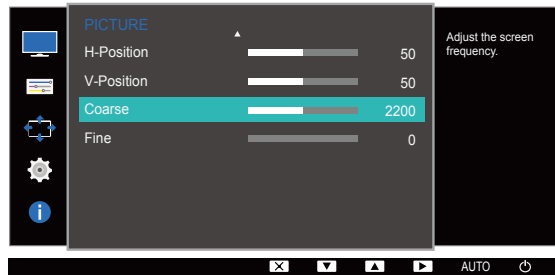 PICTURE
H-Position 50
V-Position 50
Coarse 2200
Fine 0
Adjust the screen
frequency.
AUTO